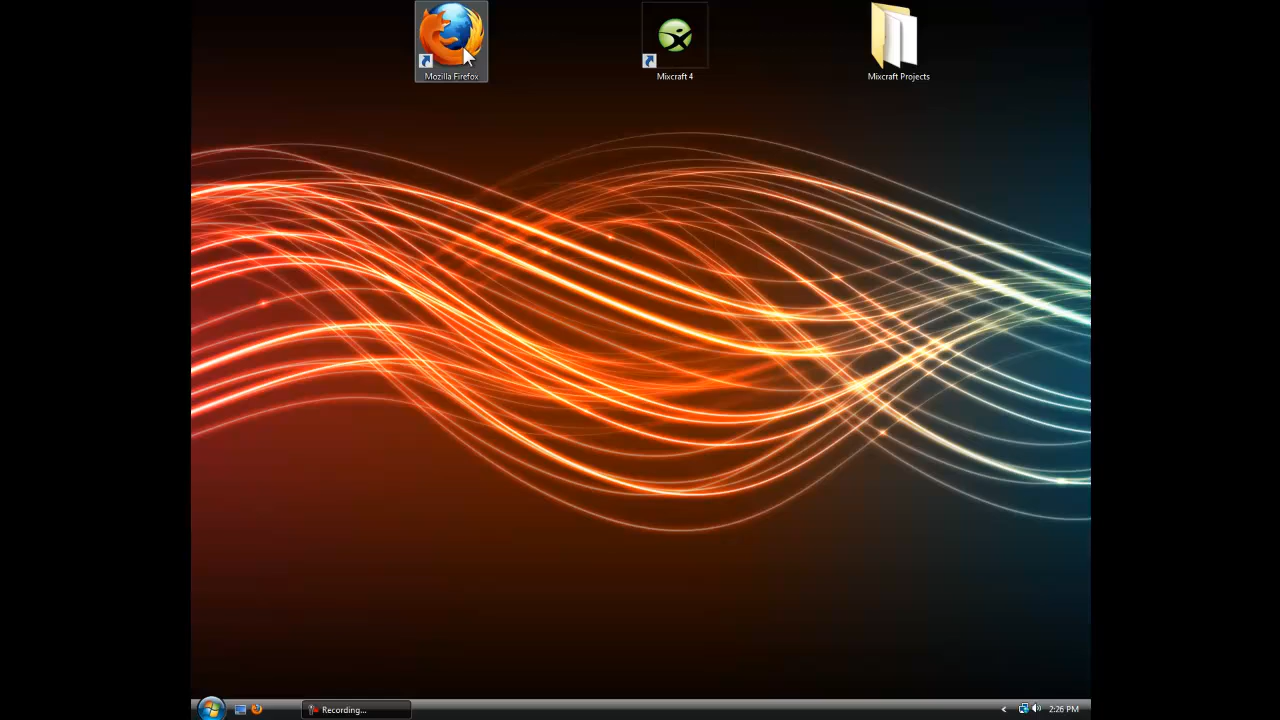 Mozilla Firefox
Mixcraft 4
Mixcraft Projects
Recording...
2:26 PM